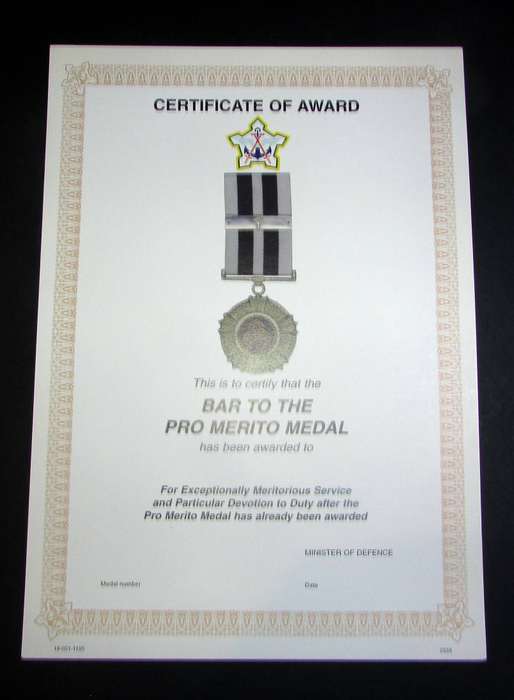 CERTIFICATE OF AWARD
This is to certify that the
BAR TO THE
PRO MERITO MEDAL
has been awarded to
For Exceptionally Meritorious Service
and Particular Devotion to Duty after the
Pro Merito Medal has already been awarded
MINISTER OF DEFENCE
Medal number
Date